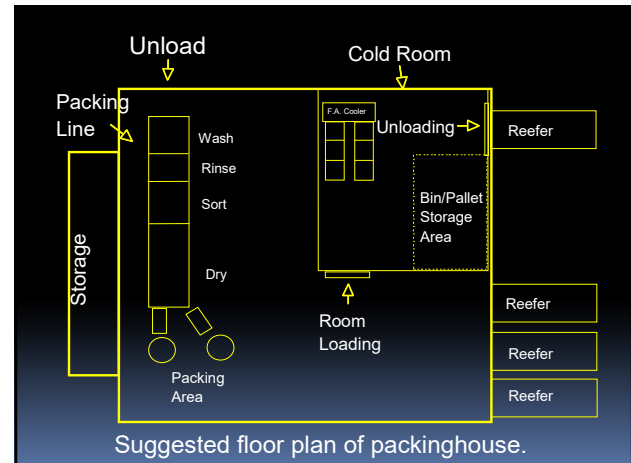 Unload
Cold Room
Packing
Line
F.A. Cooler
Unloading
Reefer
Wash
Rinse
Sort
Dry
Storage
Bin/Pallet
Storage
Area
Room
Loading
Reefer
Reefer
Reefer
Packing
Area
Suggested floor plan of packinghouse.